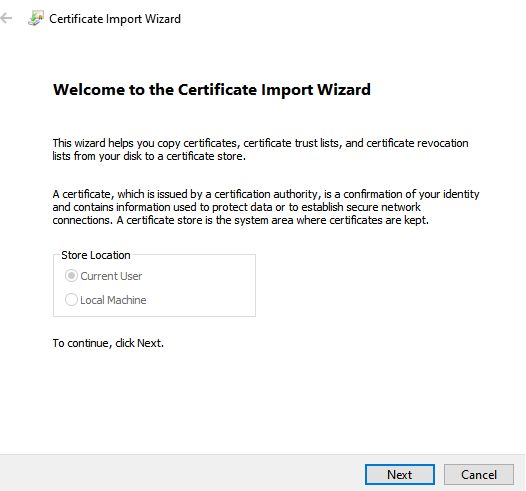 Certificate Import Wizard
Welcome to the Certificate Import Wizard
This wizard helps you copy certificates, certificate trust lists, and certificate revocation
lists from your disk to a certificate store.
A certificate, which is issued by a certification authority, is a confirmation of your identity
and contains information used to protect data or to establish secure network
connections. A certificate store is the system area where certificates are kept.
Store Location
Current User
Local Machine
To continue, click Next.
Next
Cancel